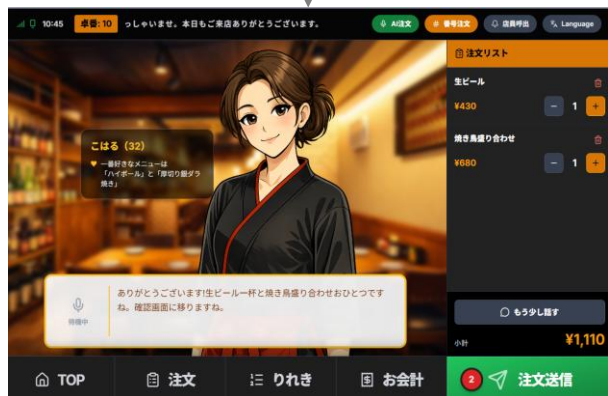 10:45
卓番: 10
っしゃいませ。本日もご来店ありがとうございます。
AI注文
# 番号注文
店員呼出
Language
注文リスト
生ビール
¥430
− 1 +
焼き鳥盛り合わせ
¥680
− 1 +
こはる（32）
♥ 一番好きなメニューは
「ハイボール」と「厚切り銀ダラ
焼き」
ありがとうございます!生ビール一杯と焼き鳥盛り合わせおひとつです
ね。確認画面に移りますね。
待機中
もう少し話す
小計
¥1,110
TOP
注文
りれき
お会計
2
注文送信